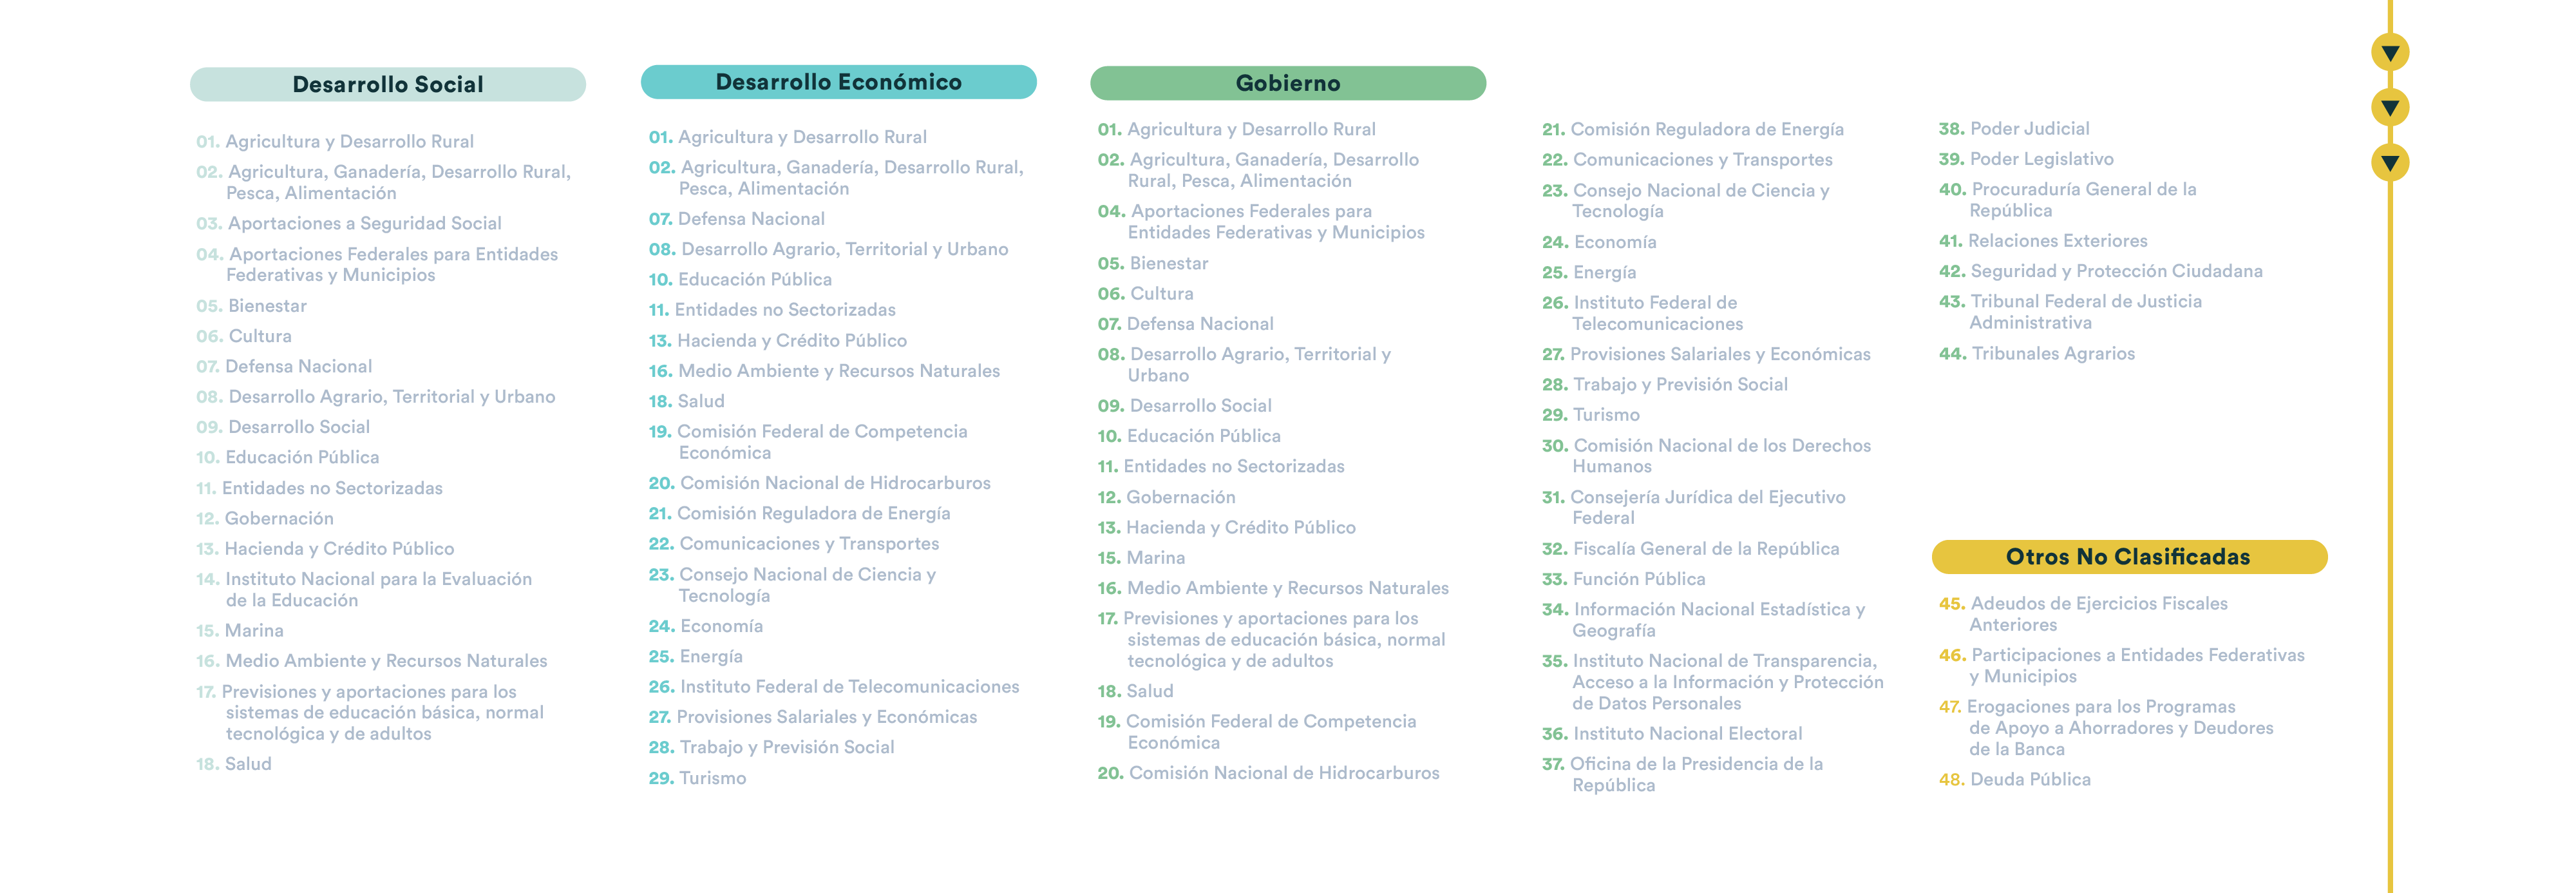 Desarrollo Social
01. Agricultura y Desarrollo Rural
02. Agricultura, Ganadería, Desarrollo Rural,
Pesca, Alimentación
03. Aportaciones a Seguridad Social
04. Aportaciones Federales para Entidades
Federativas y Municipios
05. Bienestar
06. Cultura
07. Defensa Nacional
08. Desarrollo Agrario, Territorial y Urbano
09. Desarrollo Social
10. Educación Pública
11. Entidades no Sectorizadas
12. Gobernación
13. Hacienda y Crédito Público
14. Instituto Nacional para la Evaluación
de la Educación
15. Marina
16. Medio Ambiente y Recursos Naturales
17. Previsiones y aportaciones para los
sistemas de educación básica, normal
tecnológica y de adultos
18. Salud
Desarrollo Económico
01. Agricultura y Desarrollo Rural
02. Agricultura, Ganadería, Desarrollo Rural,
Pesca, Alimentación
07. Defensa Nacional
08. Desarrollo Agrario, Territorial y Urbano
10. Educación Pública
11. Entidades no Sectorizadas
13. Hacienda y Crédito Público
16. Medio Ambiente y Recursos Naturales
18. Salud
19. Comisión Federal de Competencia
Económica
20. Comisión Nacional de Hidrocarburos
21. Comisión Reguladora de Energía
22. Comunicaciones y Transportes
23. Consejo Nacional de Ciencia y
Tecnología
24. Economía
25. Energía
26. Instituto Federal de Telecomunicaciones
27. Provisiones Salariales y Económicas
28. Trabajo y Previsión Social
29. Turismo
Gobierno
01. Agricultura y Desarrollo Rural
02. Agricultura, Ganadería, Desarrollo
Rural, Pesca, Alimentación
04. Aportaciones Federales para
Entidades Federativas y Municipios
05. Bienestar
06. Cultura
07. Defensa Nacional
08. Desarrollo Agrario, Territorial y
Urbano
09. Desarrollo Social
10. Educación Pública
11. Entidades no Sectorizadas
12. Gobernación
13. Hacienda y Crédito Público
15. Marina
16. Medio Ambiente y Recursos Naturales
17. Previsiones y aportaciones para los
sistemas de educación básica, normal
tecnológica y de adultos
18. Salud
19. Comisión Federal de Competencia
Económica
20. Comisión Nacional de Hidrocarburos
21. Comisión Reguladora de Energía
22. Comunicaciones y Transportes
23. Consejo Nacional de Ciencia y
Tecnología
24. Economía
25. Energía
26. Instituto Federal de
Telecomunicaciones
27. Provisiones Salariales y Económicas
28. Trabajo y Previsión Social
29. Turismo
30. Comisión Nacional de los Derechos
Humanos
31. Consejería Jurídica del Ejecutivo
Federal
32. Fiscalía General de la República
33. Función Pública
34. Información Nacional Estadística y
Geografía
35. Instituto Nacional de Transparencia,
Acceso a la Información y Protección
de Datos Personales
36. Instituto Nacional Electoral
37. Oficina de la Presidencia de la
República
38. Poder Judicial
39. Poder Legislativo
40. Procuraduría General de la
República
41. Relaciones Exteriores
42. Seguridad y Protección Ciudadana
43. Tribunal Federal de Justicia
Administrativa
44. Tribunales Agrarios
Otros No Clasificadas
45. Adeudos de Ejercicios Fiscales
Anteriores
46. Participaciones a Entidades Federativas
y Municipios
47. Erogaciones para los Programas
de Apoyo a Ahorradores y Deudores
de la Banca
48. Deuda Pública